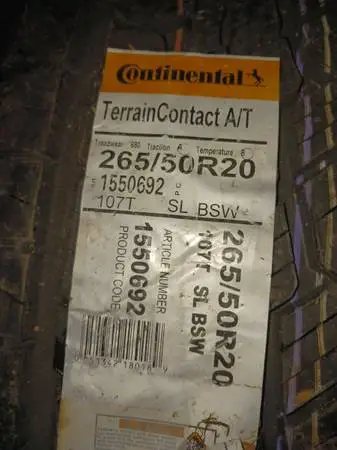 Continental
TerrainContact A/T
Treadwear 680 Traction A Temperature B
265/50R20
1550692
107T SL BSW
265/50R20
107T SL BSW
ARTICLE NUMBER
1550692
PRODUCT CODE